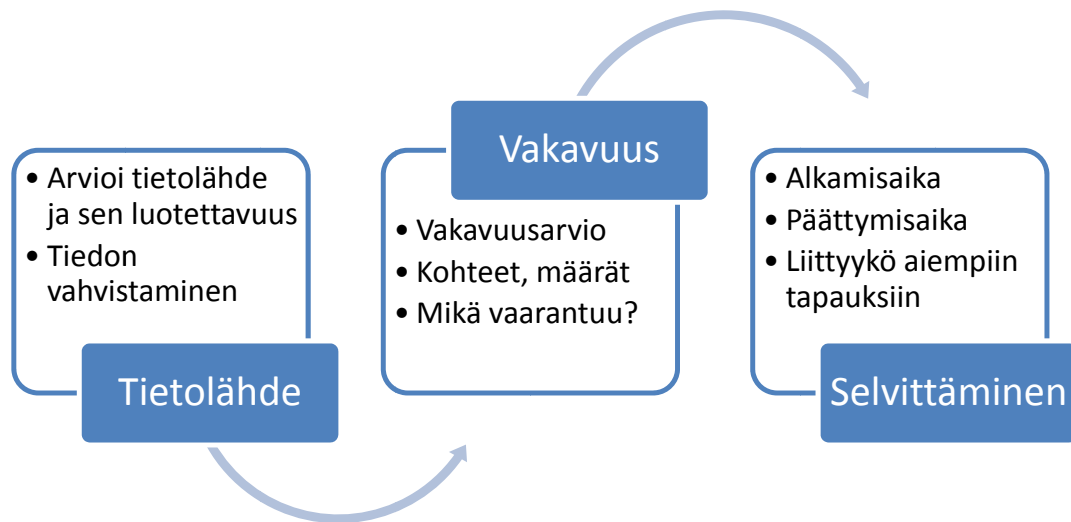 • Arvioi tietolähde
ja sen luotettavuus
• Tiedon
vahvistaminen
Tietolähde
Vakavuus
• Vakavuusarvio
• Kohteet, määrät
• Mikä vaarantuu?
• Alkamisaika
• Päättymisaika
• Liittyykö aiempiin
tapauksiin
Selvittäminen